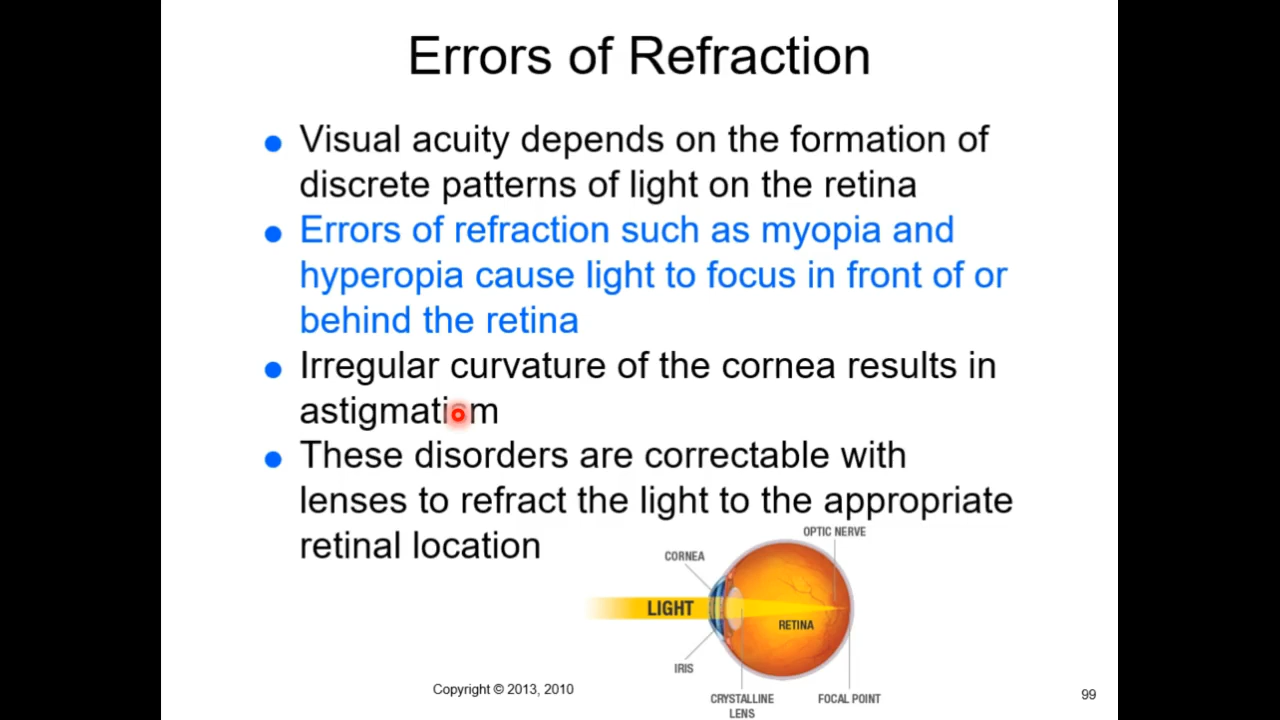 Errors of Refraction
Visual acuity depends on the formation of
discrete patterns of light on the retina
Errors of refraction such as myopia and
hyperopia cause light to focus in front of or
behind the retina
Irregular curvature of the cornea results in
astigmatism
These disorders are correctable with
lenses to refract the light to the appropriate
retinal location
OPTIC NERVE
CORNEA
LIGHT
RETINA
IRIS
CRYSTALLINE
LENS
FOCAL POINT
Copyright © 2013, 2010
99